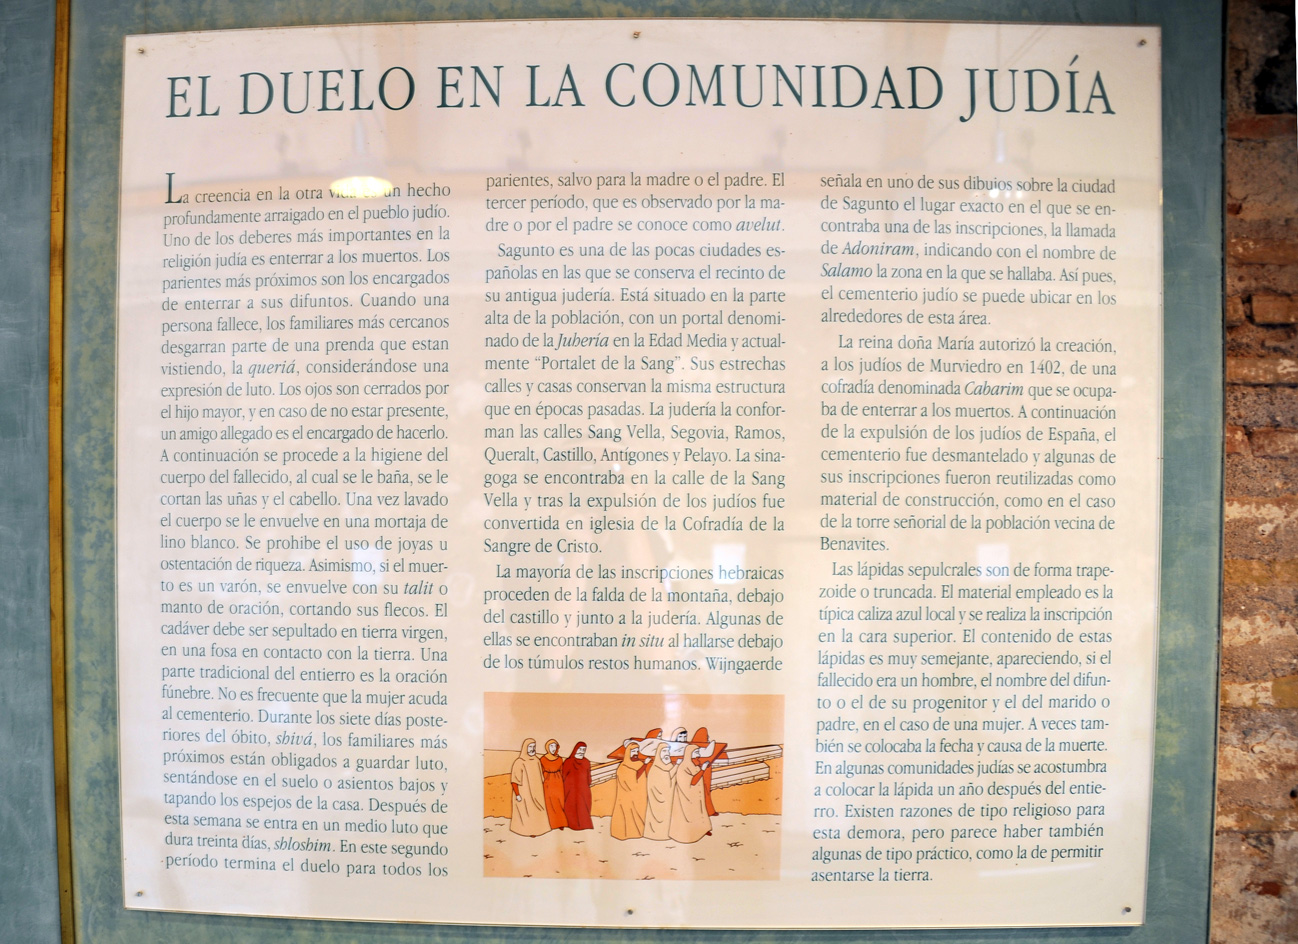 EL DUELO EN LA COMUNIDAD JUDÍA
La creencia en la otra vida es un hecho
profundamente arraigado en el pueblo judío.
Uno de los deberes más importantes en la
religión judía es enterrar a los muertos. Los
parientes más próximos son los encargados
de enterrar a sus difuntos. Cuando una
persona fallece, los familiares más cercanos
desgarran parte de una prenda que estan
vistiendo, la queriá, considerándose una
expresión de luto. Los ojos son cerrados por
el hijo mayor, y en caso de no estar presente,
un amigo allegado es el encargado de hacerlo.
A continuación se procede a la higiene del
cuerpo del fallecido, al cual se le baña, se le
cortan las uñas y el cabello. Una vez lavado
el cuerpo se le envuelve en una mortaja de
lino blanco. Se prohibe el uso de joyas u
ostentación de riqueza. Asimismo, si el muer-
to es un varón, se envuelve con su talit o
manto de oración, cortando sus flecos. El
cadáver debe ser sepultado en tierra virgen,
en una fosa en contacto con la tierra. Una
parte tradicional del entierro es la oración
fúnebre. No es frecuente que la mujer acuda
al cementerio. Durante los siete días poste-
riores del óbito, shivá, los familiares más
próximos están obligados a guardar luto,
sentándose en el suelo o asientos bajos y
tapando los espejos de la casa. Después de
esta semana se entra en un medio luto que
dura treinta días, shloshim. En este segundo
período termina el duelo para todos los
parientes, salvo para la madre o el padre. El
tercer período, que es observado por la ma-
dre o por el padre se conoce como avelut.
Sagunto es una de las pocas ciudades es-
pañolas en las que se conserva el recinto de
su antigua judería. Está situado en la parte
alta de la población, con un portal denomi-
nado de la Juhería en la Edad Media y actual-
mente “Portalet de la Sang”. Sus estrechas
calles y casas conservan la misma estructura
que en épocas pasadas. La judería la confor-
man las calles Sang Vella, Segovia, Ramos,
Queralt, Castillo, Antígones y Pelayo. La sina-
goga se encontraba en la calle de la Sang
Vella y tras la expulsión de los judíos fue
convertida en iglesia de la Cofradía de la
Sangre de Cristo.
La mayoría de las inscripciones hebraicas
proceden de la falda de la montaña, debajo
del castillo y junto a la judería. Algunas de
ellas se encontraban in situ al hallarse debajo
de los túmulos restos humanos. Wijngaerde
señala en uno de sus dibujos sobre la ciudad
de Sagunto el lugar exacto en el que se en-
contraba una de las inscripciones, la llamada
de Adoniram, indicando con el nombre de
Salamo la zona en la que se hallaba. Así pues,
el cementerio judío se puede ubicar en los
alrededores de esta área.
La reina doña María autorizó la creación,
a los judíos de Murviedro en 1402, de una
cofradía denominada Cabarim que se ocupa-
ba de enterrar a los muertos. A continuación
de la expulsión de los judíos de España, el
cementerio fue desmantelado y algunas de
sus inscripciones fueron reutilizadas como
material de construcción, como en el caso
de la torre señorial de la población vecina de
Benavites.
Las lápidas sepulcrales son de forma trape-
zoide o truncada. El material empleado es la
típica caliza azul local y se realiza la inscripción
en la cara superior. El contenido de estas
lápidas es muy semejante, apareciendo, si el
fallecido era un hombre, el nombre del difun-
to o el de su progenitor y el del marido o
padre, en el caso de una mujer. A veces tam-
bién se colocaba la fecha y causa de la muerte.
En algunas comunidades judías se acostumbra
a colocar la lápida un año después del entie-
rro. Existen razones de tipo religioso para
esta demora, pero parece haber también
algunas de tipo práctico, como la de permitir
asentarse la tierra.